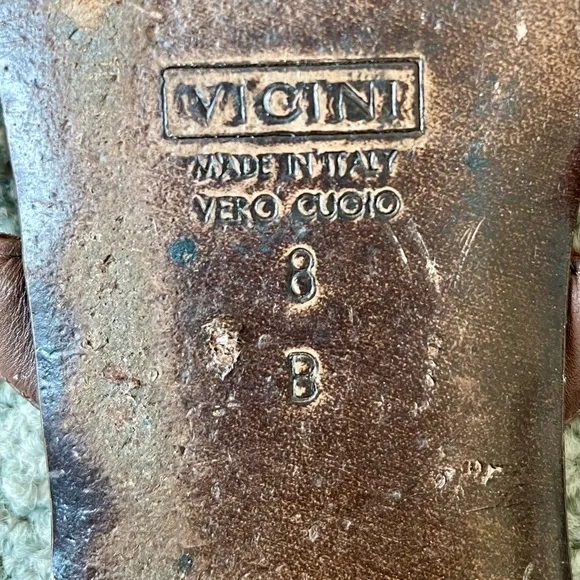 VICINI
MADE IN ITALY
VERO CUOIO
8
B